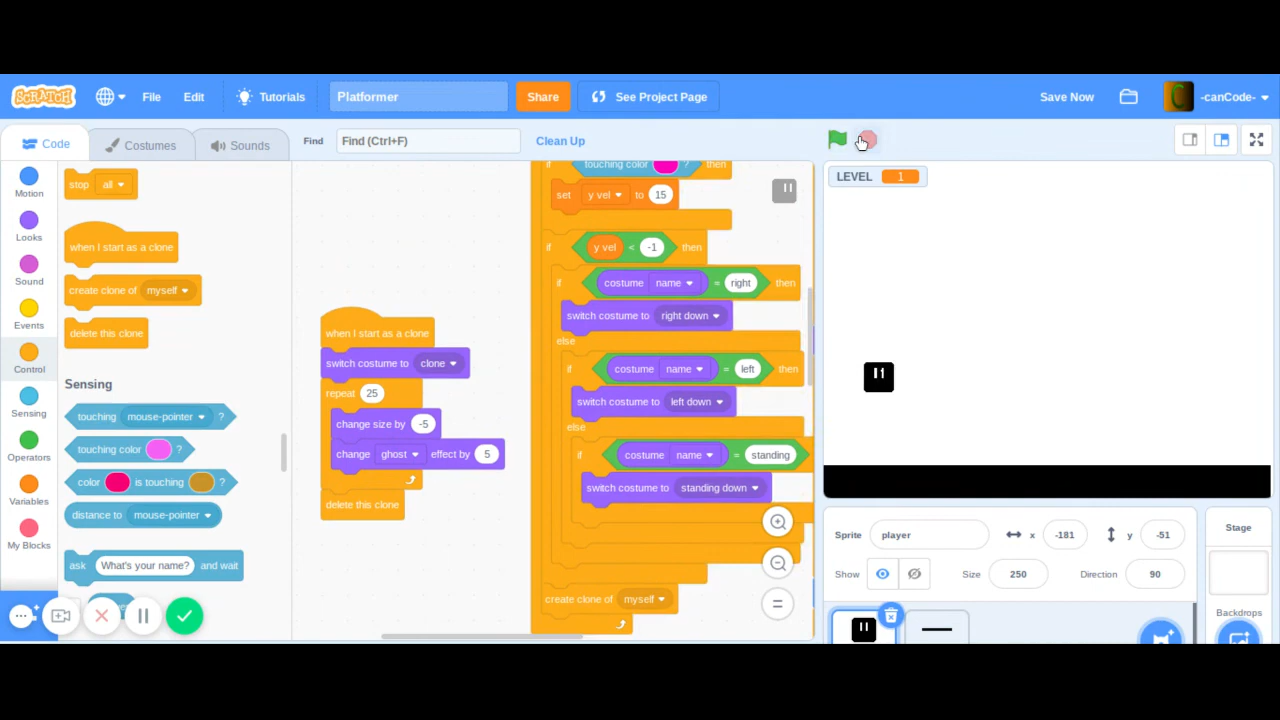 SCRATCH File Edit Tutorials Platformer Share See Project Page Save Now -canCode-
Code Costumes Sounds Find Find (Ctrl+F) Clean Up
Motion
Looks
Sound
Events
Control
Sensing
Operators
Variables
My Blocks
stop all
when I start as a clone
create clone of myself
delete this clone
Sensing
touching mouse-pointer ?
touching color ?
color is touching ?
distance to mouse-pointer
ask What's your name? and wait
when I start as a clone
switch costume to clone
repeat 25
change size by -5
change ghost effect by 5
delete this clone
if touching color ? then
set y vel to 15
if y vel < -1 then
if costume name = right then
switch costume to right down
else
if costume name = left then
switch costume to left down
else
if costume name = standing
switch costume to standing down
create clone of myself
LEVEL 1
Sprite player x -181 y -51
Show Size 250 Direction 90
Stage
Backdrops